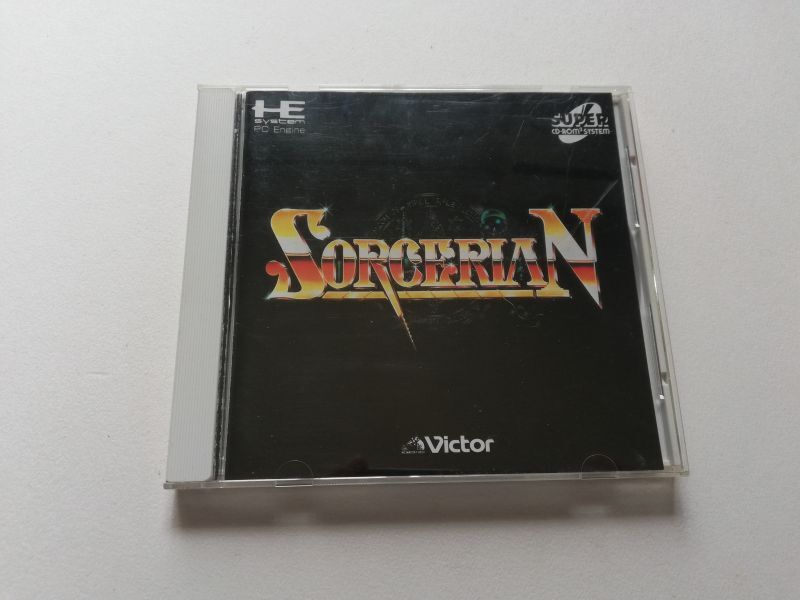 HE
system
PC Engine
SUPER
CD-ROM² SYSTEM
SORCERIAN
Victor